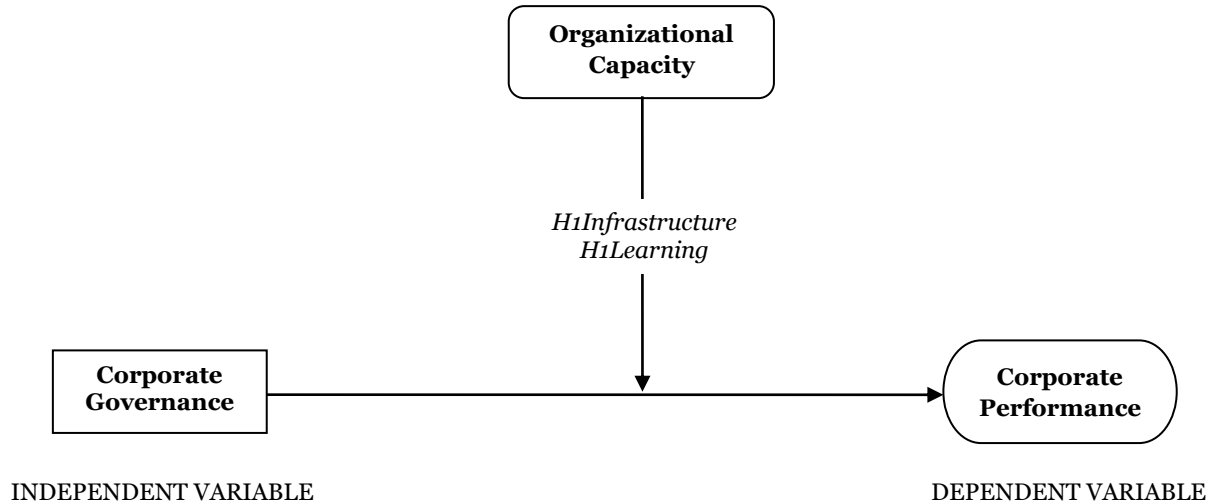 Organizational
Capacity
H1Infrastructure
H1Learning
Corporate
Governance
Corporate
Performance
INDEPENDENT VARIABLE
DEPENDENT VARIABLE